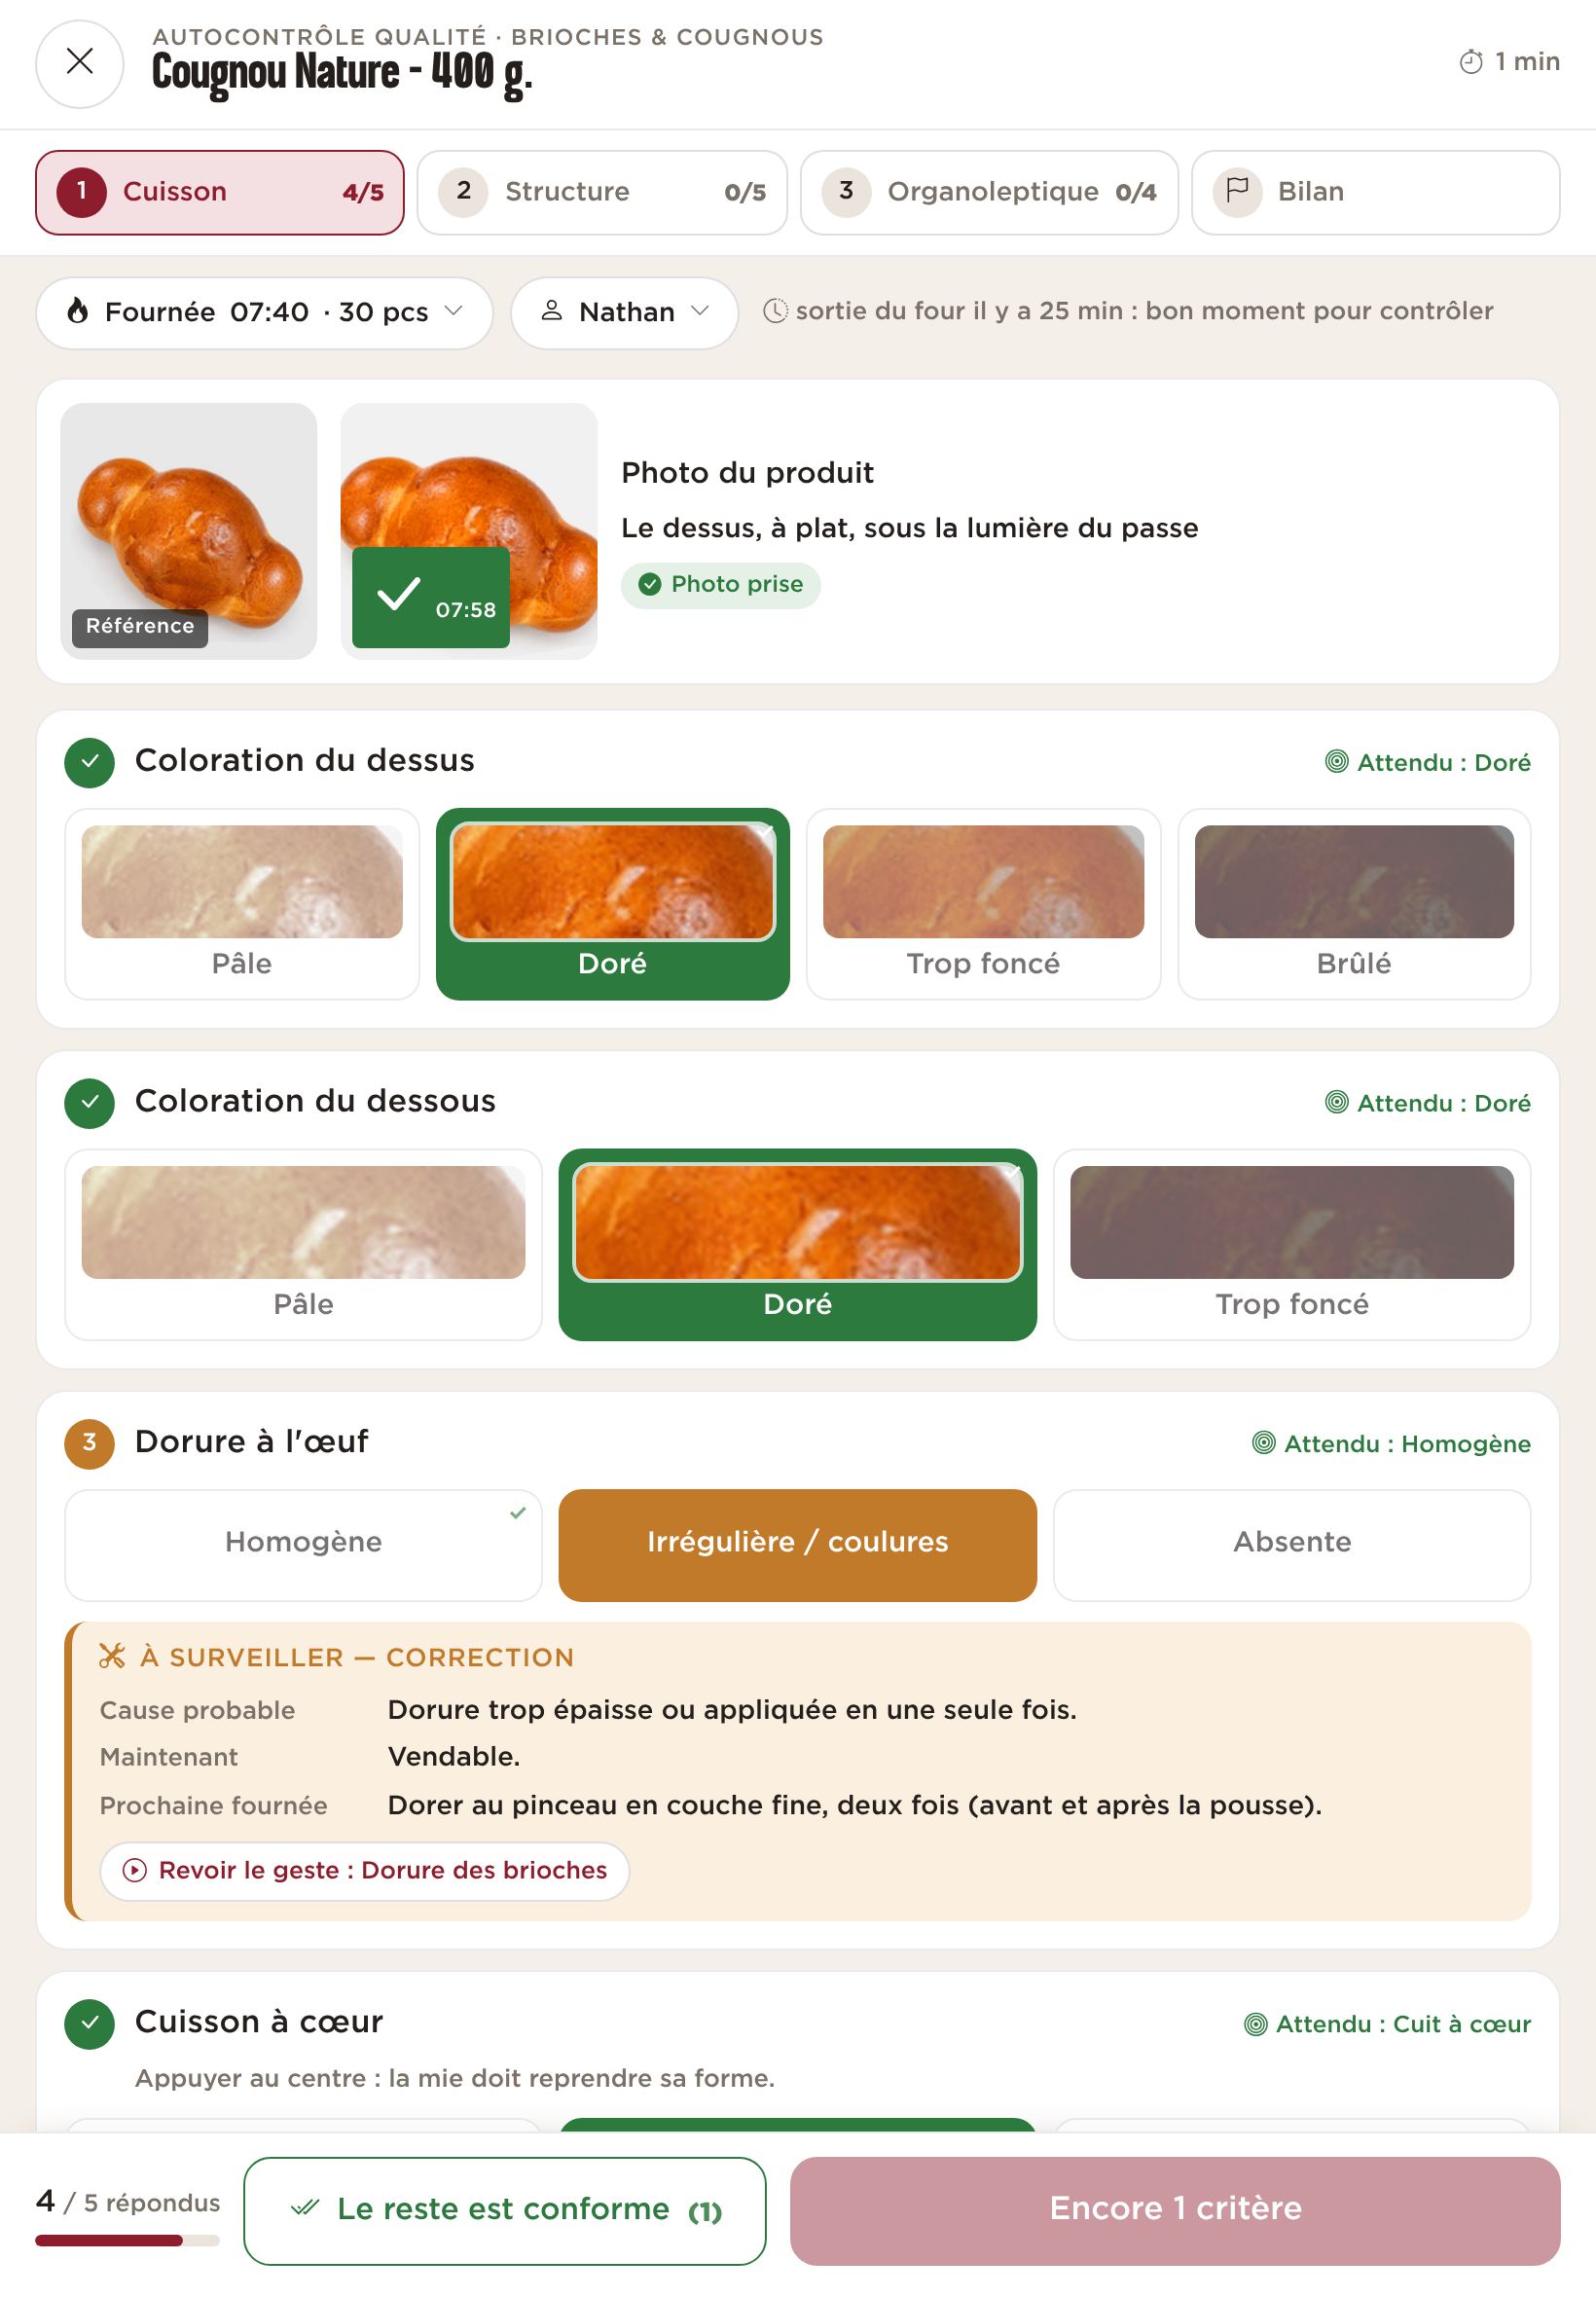 AUTOCONTRÔLE QUALITÉ · BRIOCHES & COUGNOUS
Cougnou Nature - 400 g.
1 min
1 Cuisson 4/5
2 Structure 0/5
3 Organoleptique 0/4
Bilan
Fournée 07:40 · 30 pcs
Nathan
sortie du four il y a 25 min : bon moment pour contrôler
Référence
07:58
Photo du produit
Le dessus, à plat, sous la lumière du passe
Photo prise
Coloration du dessus
Attendu : Doré
Pâle
Doré
Trop foncé
Brûlé
Coloration du dessous
Attendu : Doré
Pâle
Doré
Trop foncé
3 Dorure à l'œuf
Attendu : Homogène
Homogène
Irrégulière / coulures
Absente
À SURVEILLER — CORRECTION
Cause probable Dorure trop épaisse ou appliquée en une seule fois.
Maintenant Vendable.
Prochaine fournée Dorer au pinceau en couche fine, deux fois (avant et après la pousse).
Revoir le geste : Dorure des brioches
Cuisson à cœur
Attendu : Cuit à cœur
Appuyer au centre : la mie doit reprendre sa forme.
4 / 5 répondus
Le reste est conforme (1)
Encore 1 critère